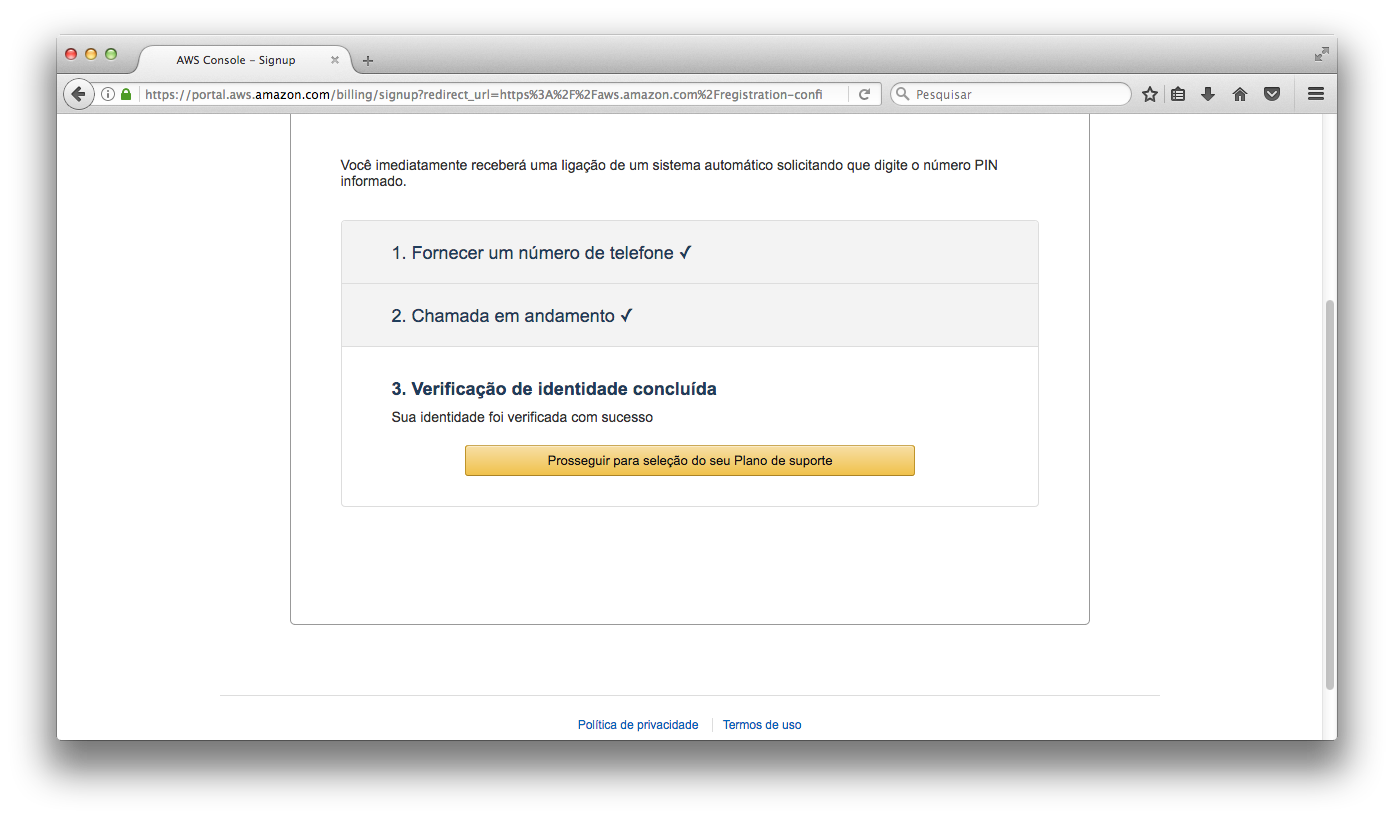 AWS Console – Signup
https://portal.aws.amazon.com/billing/signup?redirect_url=https%3A%2F%2Faws.amazon.com%2Fregistration-confi
Pesquisar
Você imediatamente receberá uma ligação de um sistema automático solicitando que digite o número PIN
informado.
1. Fornecer um número de telefone ✓
2. Chamada em andamento ✓
3. Verificação de identidade concluída
Sua identidade foi verificada com sucesso
Prosseguir para seleção do seu Plano de suporte
Política de privacidade
Termos de uso